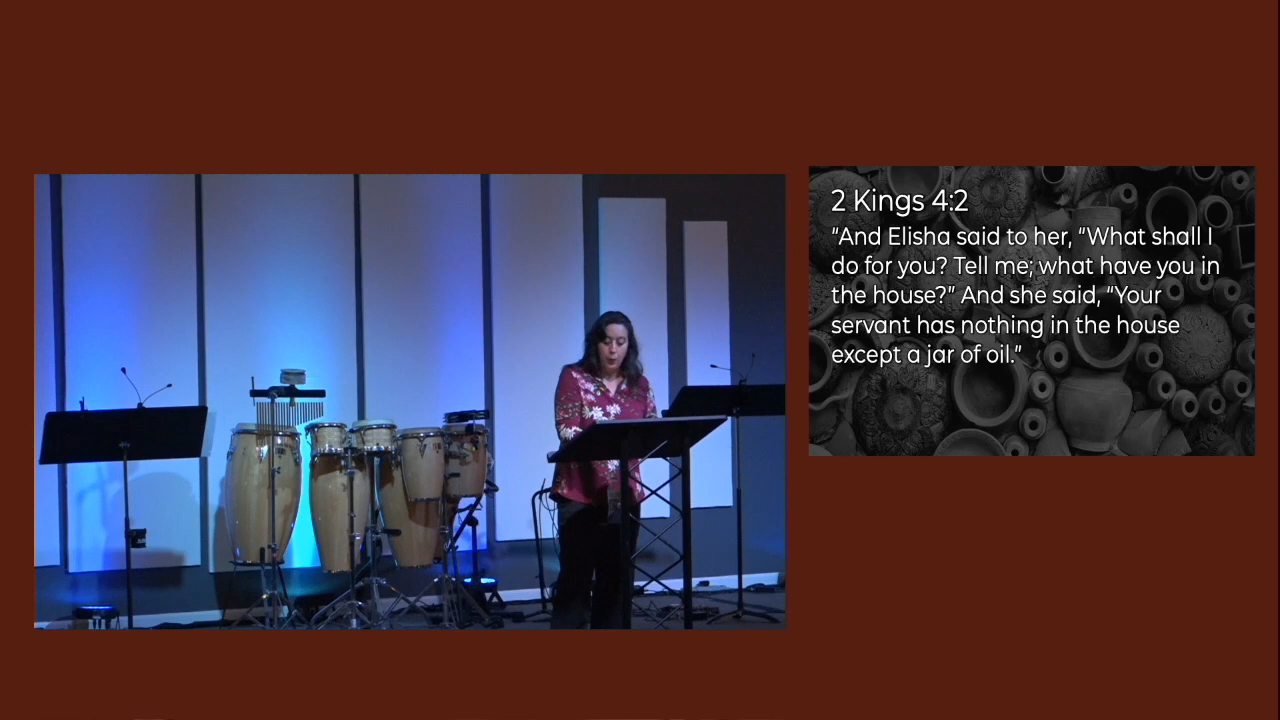 2 Kings 4:2
“And Elisha said to her, “What shall I
do for you? Tell me; what have you in
the house?” And she said, “Your
servant has nothing in the house
except a jar of oil.”